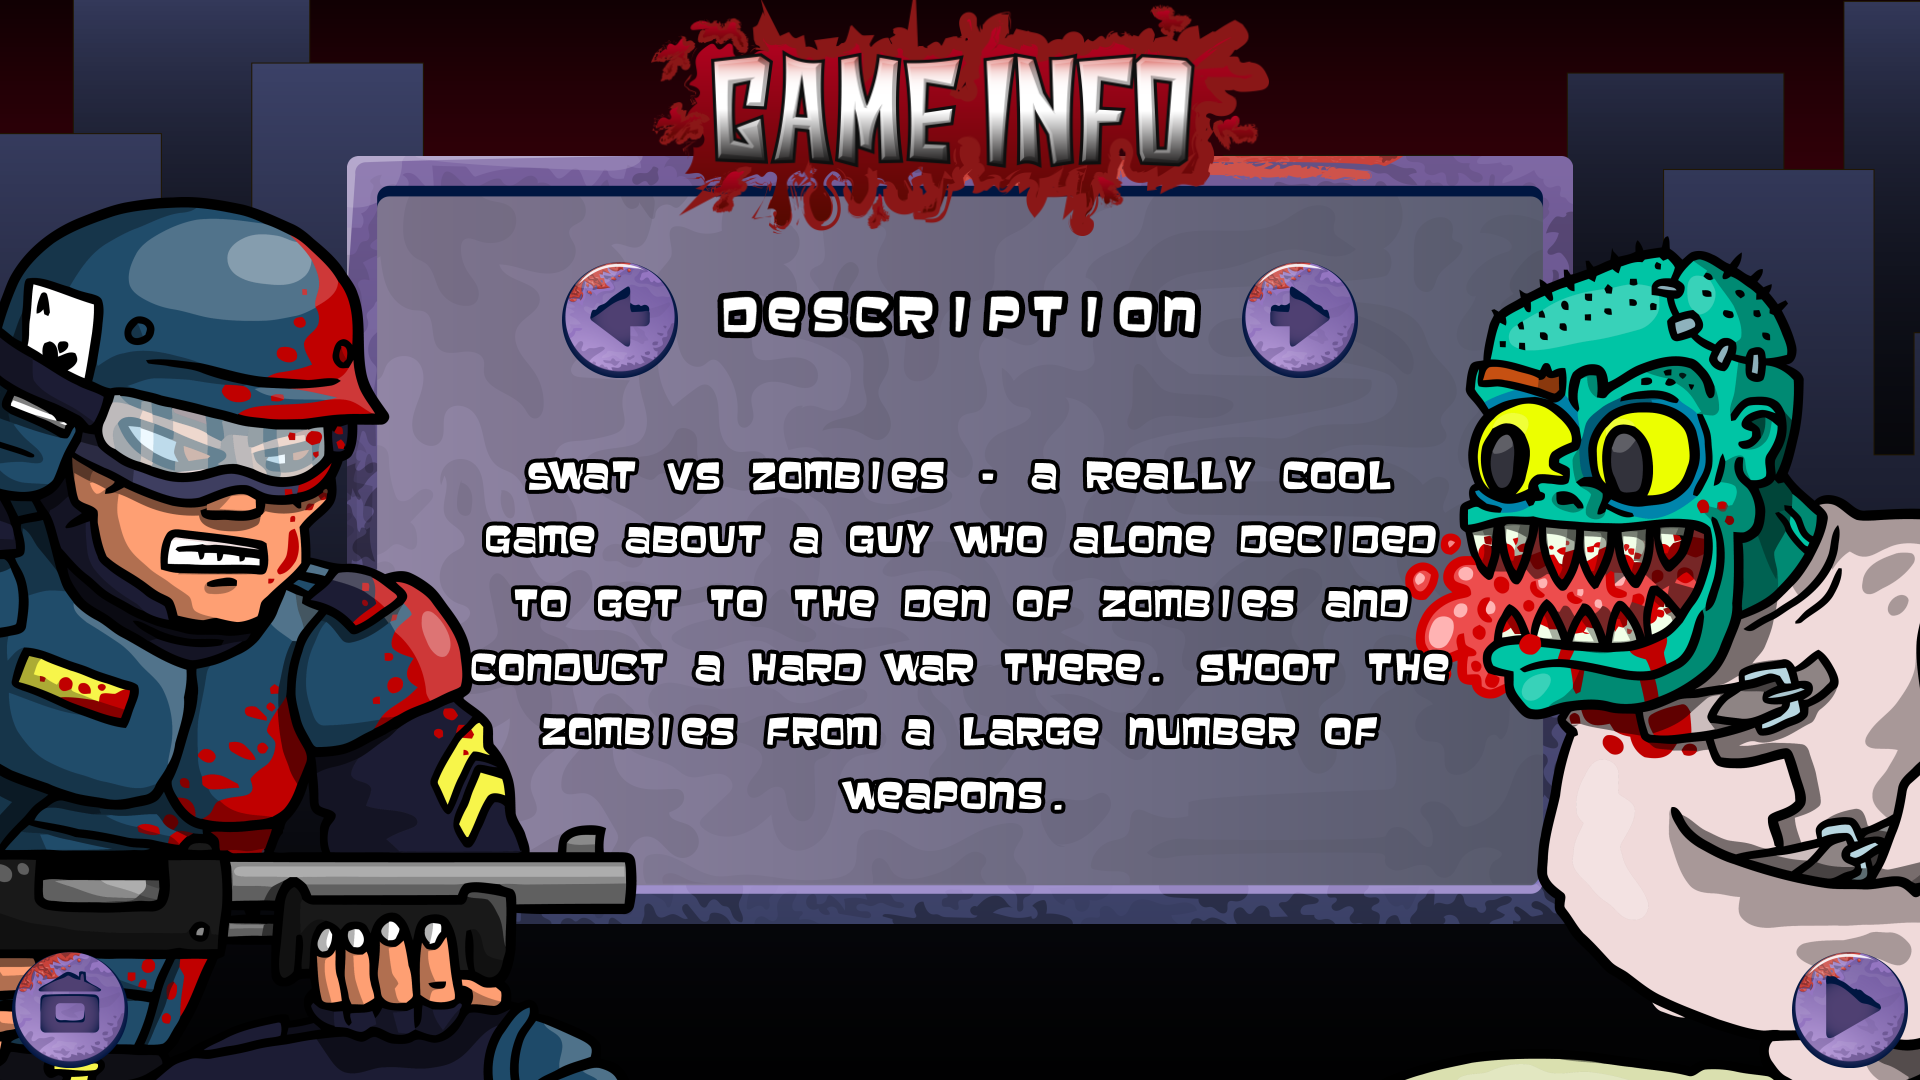 GAME INFO
DESCRIPTION
SWAT VS ZOMBIES - A REALLY COOL
GAME ABOUT A GUY WHO ALONE DECIDED
TO GET TO THE DEN OF ZOMBIES AND
CONDUCT A HARD WAR THERE. SHOOT THE
ZOMBIES FROM A LARGE NUMBER OF
WEAPONS.